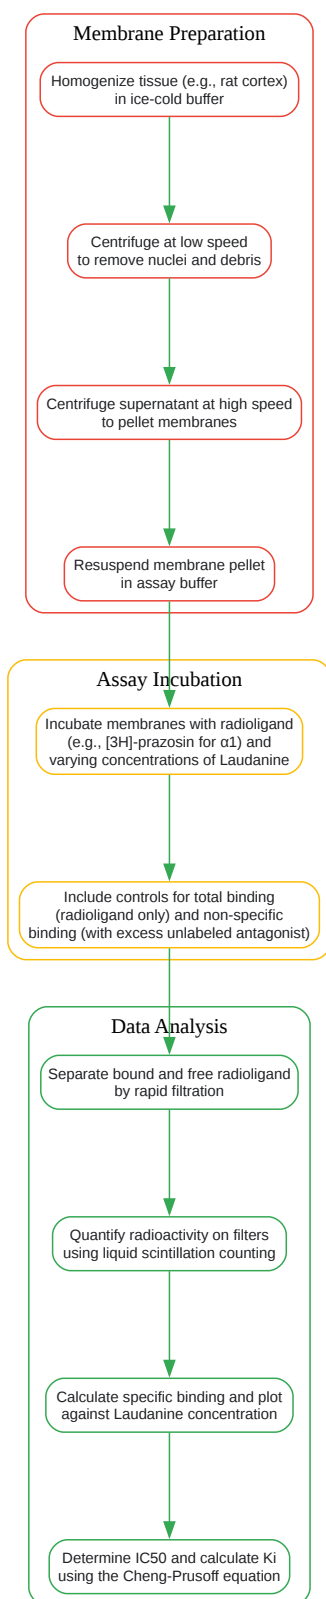 Membrane Preparation
Homogenize tissue (e.g., rat cortex)
in ice-cold buffer
Centrifuge at low speed
to remove nuclei and debris
Centrifuge supernatant at high speed
to pellet membranes
Resuspend membrane pellet
in assay buffer
Assay Incubation
Incubate membranes with radioligand
(e.g., [3H]-prazosin for α1) and
varying concentrations of Laudanine
Include controls for total binding
(radioligand only) and non-specific
binding (with excess unlabeled antagonist)
Data Analysis
Separate bound and free radioligand
by rapid filtration
Quantify radioactivity on filters
using liquid scintillation counting
Calculate specific binding and plot
against Laudanine concentration
Determine IC50 and calculate Ki
using the Cheng-Prusoff equation